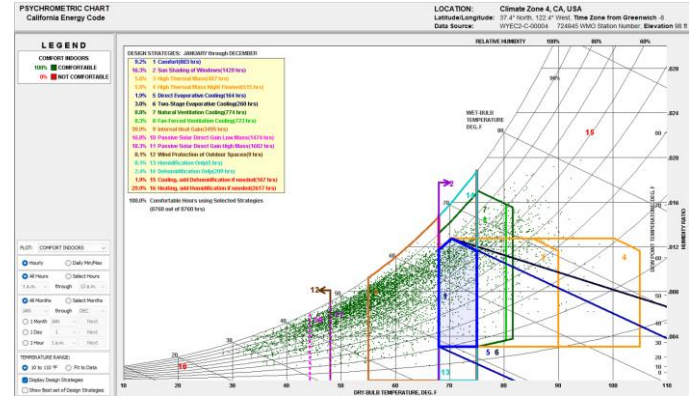 PSYCHROMETRIC CHART
California Energy Code
LOCATION: Climate Zone 4, CA, USA
Latitude/Longitude: 37.4° North, 122.4° West, Time Zone from Greenwich -8
Data Source: WYEC2-C-00004 724945 WMO Station Number, Elevation 98 ft
LEGEND
COMFORT INDOORS
100% COMFORTABLE
0% NOT COMFORTABLE
DESIGN STRATEGIES: JANUARY through DECEMBER
9.2% 1 Comfort(803 hrs)
16.3% 2 Sun Shading of Windows(1429 hrs)
3 High Thermal Mass
4 High Thermal Mass Night Flushed
1.9% 5 Direct Evaporative Cooling(164 hrs)
3.0% 6 Two-Stage Evaporative Cooling(260 hrs)
8.8% 7 Natural Ventilation Cooling(774 hrs)
8.3% 8 Fan-Forced Ventilation Cooling(723 hrs)
39.9% 9 Internal Heat Gain(3495 hrs)
16.8% 10 Passive Solar Direct Gain Low Mass(1474 hrs)
18.3% 11 Passive Solar Direct Gain High Mass(1602 hrs)
0.1% 12 Wind Protection of Outdoor Spaces(9 hrs)
0.1% 13 Humidification Only(5 hrs)
2.4% 14 Dehumidification Only(209 hrs)
1.9% 15 Cooling, add Dehumidification if needed(167 hrs)
29.9% 16 Heating, add Humidification if needed(2617 hrs)
100.0% Comfortable Hours using Selected Strategies
(8760 out of 8760 hrs)
RELATIVE HUMIDITY
100% 80% 60%
WET-BULB
TEMPERATURE
DEG. F
DEW POINT TEMPERATURE, DEG. F
HUMIDITY RATIO
PLOT: COMFORT INDOORS
Hourly Daily Min/Max
All Hours Select Hours
1 a.m. through 12 a.m.
All Months Select Months
JAN through DEC
1 Month JAN Next
1 Day 1 Next
1 Hour 1 a.m. Next
TEMPERATURE RANGE:
10 to 110 °F Fit to Data
Display Design Strategies
Show Best set of Design Strategies
10 20 30 40 50 60 70 80 90 100 110
DRY-BULB TEMPERATURE, DEG. F